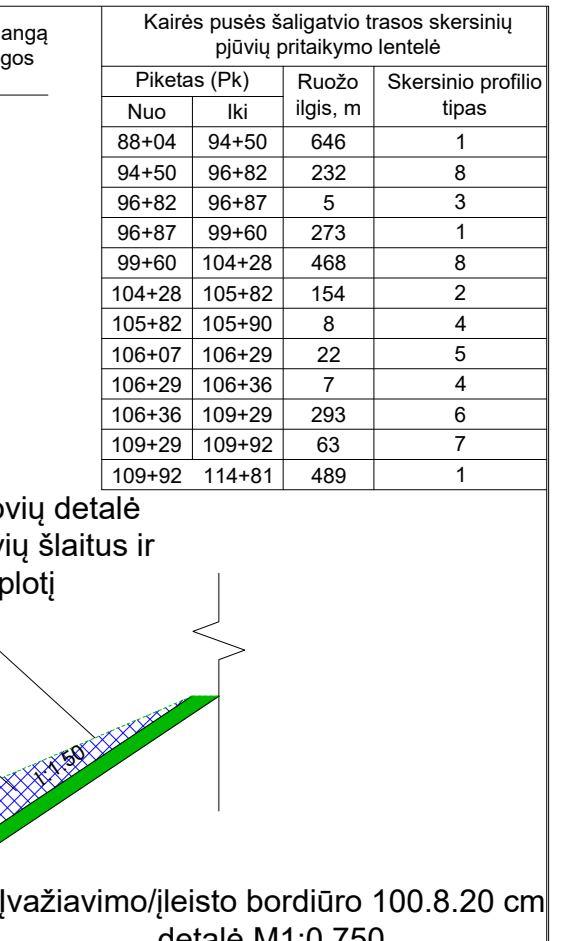 angą
gos
Kairės pusės šaligatvio trasos skersinių
pjūvių pritaikymo lentelė
Piketas (Pk) Ruožo ilgis, m Skersinio profilio tipas
Nuo Iki
88+04 94+50 646 1
94+50 96+82 232 8
96+82 96+87 5 3
96+87 99+60 273 1
99+60 104+28 468 8
104+28 105+82 154 2
105+82 105+90 8 4
106+07 106+29 22 5
106+29 106+36 7 4
106+36 109+29 293 6
109+29 109+92 63 7
109+92 114+81 489 1
ovių detalė
vių šlaitus ir
plotį
1:1.50
Įvažiavimo/įleisto bordiūro 100.8.20 cm
detalė M1:0.750